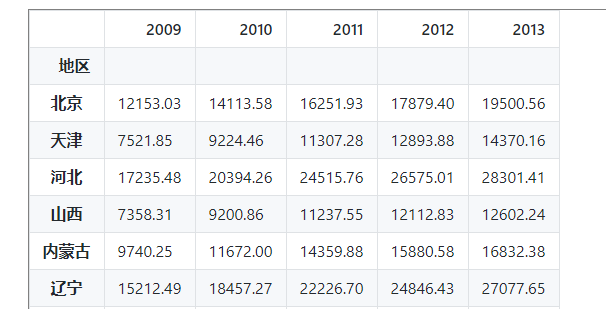 2009 2010 2011 2012 2013
地区
北京 12153.03 14113.58 16251.93 17879.40 19500.56
天津 7521.85 9224.46 11307.28 12893.88 14370.16
河北 17235.48 20394.26 24515.76 26575.01 28301.41
山西 7358.31 9200.86 11237.55 12112.83 12602.24
内蒙古 9740.25 11672.00 14359.88 15880.58 16832.38
辽宁 15212.49 18457.27 22226.70 24846.43 27077.65